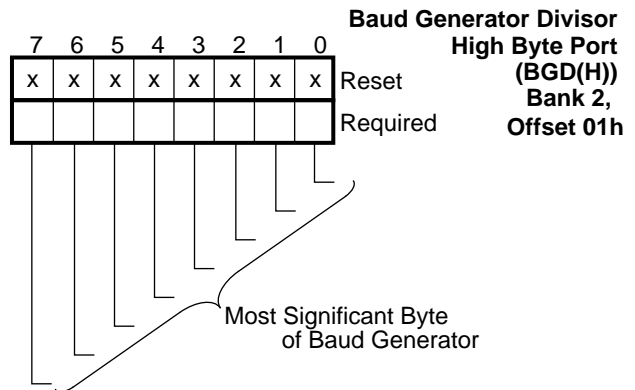 Baud Generator Divisor
High Byte Port
(BGD(H))
Bank 2,
Offset 01h
7 6 5 4 3 2 1 0
x x x x x x x x Reset
Required
Most Significant Byte
of Baud Generator